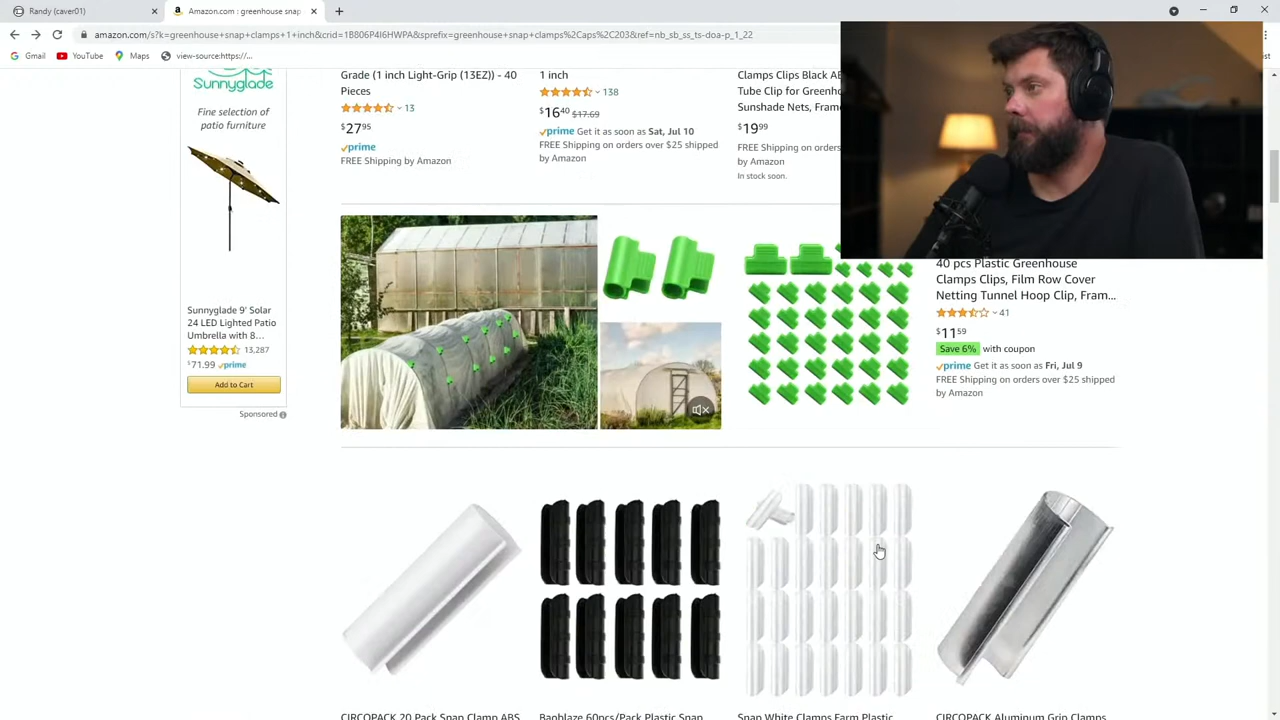 Randy (caver01)
Amazon.com : greenhouse snap
amazon.com/s?k=greenhouse+snap+clamps+1+inch&crid=1B806P4I6HWPA&sprefix=greenhouse+snap+clamps%2Caps%2C203&ref=nb_sb_ss_ts-doa-p_1_22
Gmail
YouTube
Maps
view-source:https://...
Sunnyglade
Fine selection of
patio furniture
Sunnyglade 9' Solar
24 LED Lighted Patio
Umbrella with 8...
13,287
$71.99 prime
Add to Cart
Sponsored
Grade (1 inch Light-Grip (13EZ)) - 40
Pieces
13
$27.95
prime
FREE Shipping by Amazon
1 inch
138
$16.40 $17.69
prime Get it as soon as Sat, Jul 10
FREE Shipping on orders over $25 shipped
by Amazon
Clamps Clips Black AB
Tube Clip for Greenho
Sunshade Nets, Fram
$19.99
FREE Shipping on orde
by Amazon
In stock soon.
40 pcs Plastic Greenhouse
Clamps Clips, Film Row Cover
Netting Tunnel Hoop Clip, Fram...
41
$11.59
Save 6% with coupon
prime Get it as soon as Fri, Jul 9
FREE Shipping on orders over $25 shipped
by Amazon
CIRCOPACK 20 Pack Snap Clamp ABS
Baoblaze 60pcs/Pack Plastic Snap
Snap White Clamps Farm Plastic
CIRCOPACK Aluminum Grip Clamps